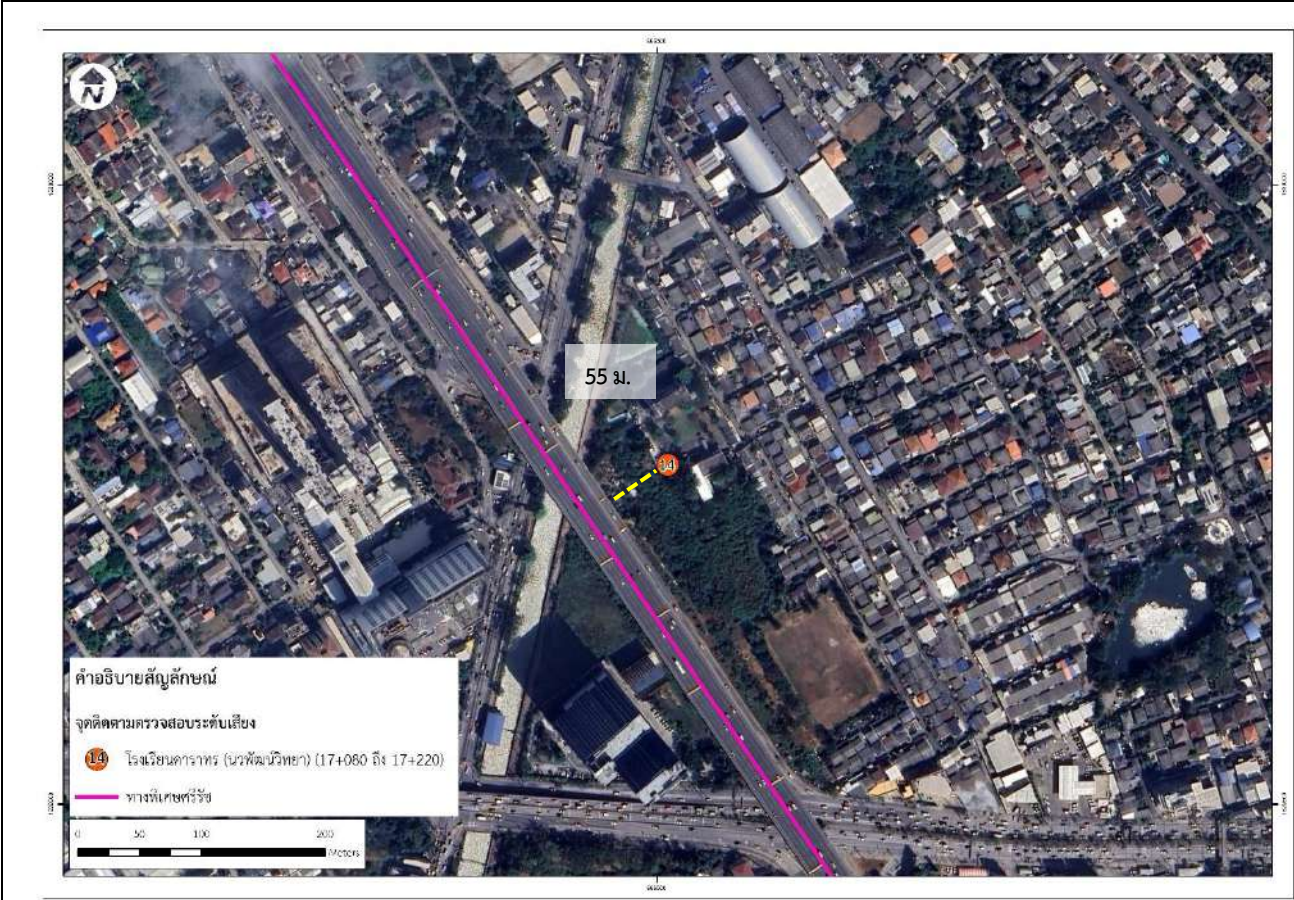 N
55 ม.
14
คำอธิบายสัญลักษณ์
จุดติดตามตรวจสอบระดับเสียง
14 โรงเรียนดาราทร (นวพัฒน์วิทยา) (17+080 ถึง 17+220)
ทางพิเศษศรีรัช
0 50 100 200
Meters